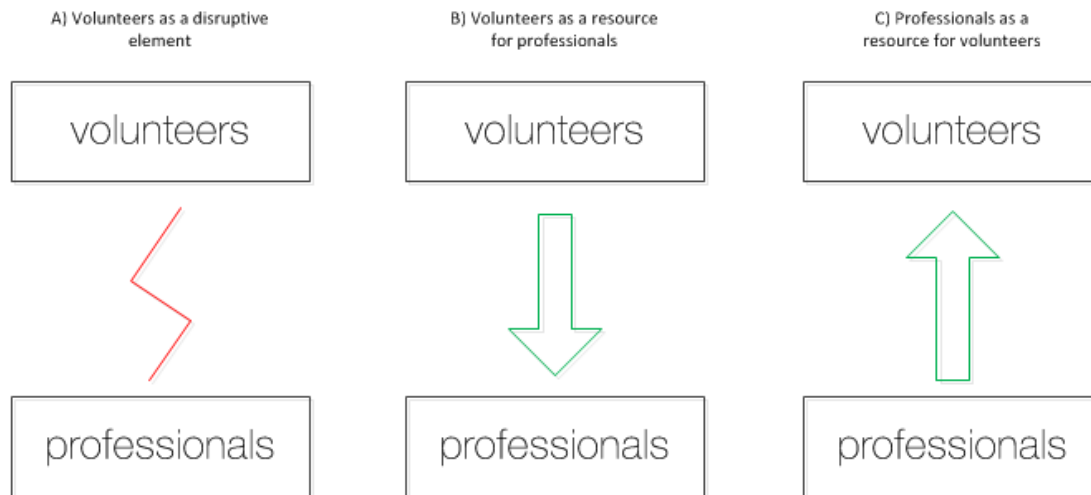 A) Volunteers as a disruptive
element
volunteers
professionals
B) Volunteers as a resource
for professionals
volunteers
professionals
C) Professionals as a
resource for volunteers
volunteers
professionals